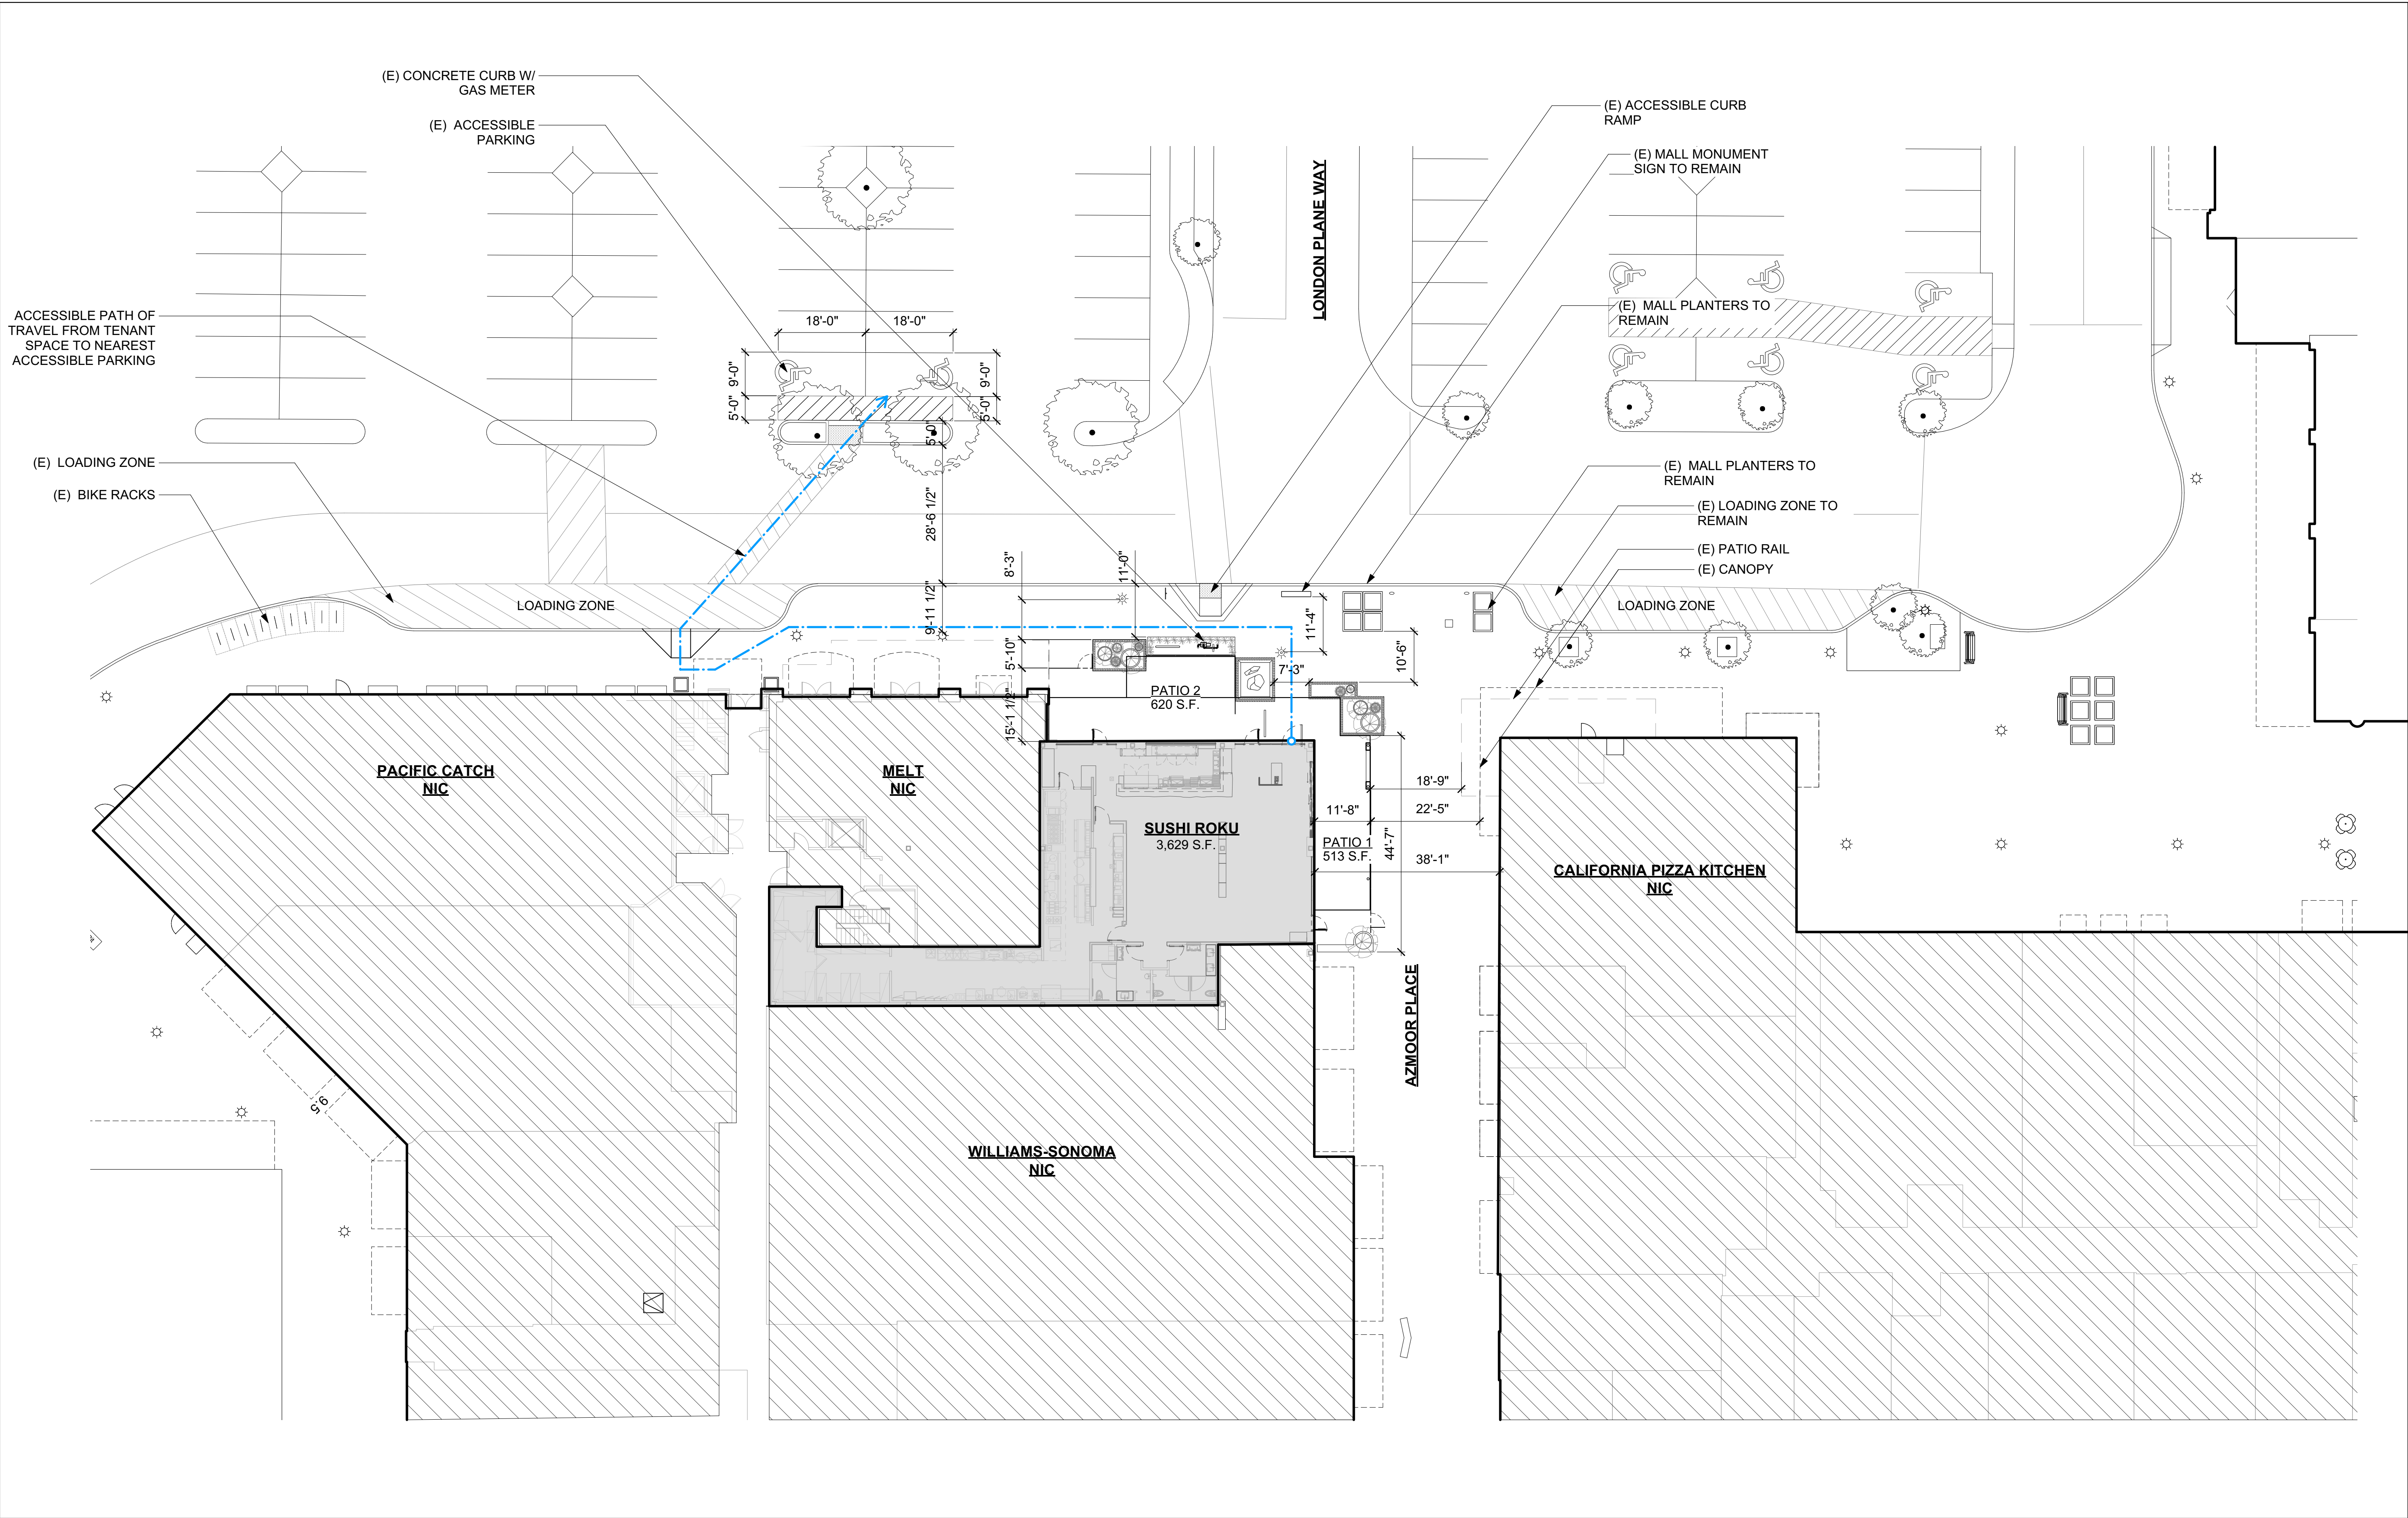 (E) CONCRETE CURB W/
GAS METER
(E) ACCESSIBLE
PARKING
(E) ACCESSIBLE CURB
RAMP
(E) MALL MONUMENT
SIGN TO REMAIN
LONDON PLANE WAY
(E) MALL PLANTERS TO
REMAIN
ACCESSIBLE PATH OF
TRAVEL FROM TENANT
SPACE TO NEAREST
ACCESSIBLE PARKING
18'-0"
18'-0"
9'-0"
9'-0"
5'-0"
5'-0"
5'-0"
(E) LOADING ZONE
(E) BIKE RACKS
(E) MALL PLANTERS TO
REMAIN
(E) LOADING ZONE TO
REMAIN
(E) PATIO RAIL
(E) CANOPY
28'-6 1/2"
8'-3"
11'-0"
9'-11 1/2"
LOADING ZONE
LOADING ZONE
11'-4"
5'-10"
7'-3"
10'-6"
PATIO 2
620 S.F.
15'-1 1/2"
PACIFIC CATCH
NIC
MELT
NIC
SUSHI ROKU
3,629 S.F.
18'-9"
11'-8"
22'-5"
PATIO 1
513 S.F.
44'-7"
38'-1"
CALIFORNIA PIZZA KITCHEN
NIC
AZMOOR PLACE
9.5
WILLIAMS-SONOMA
NIC